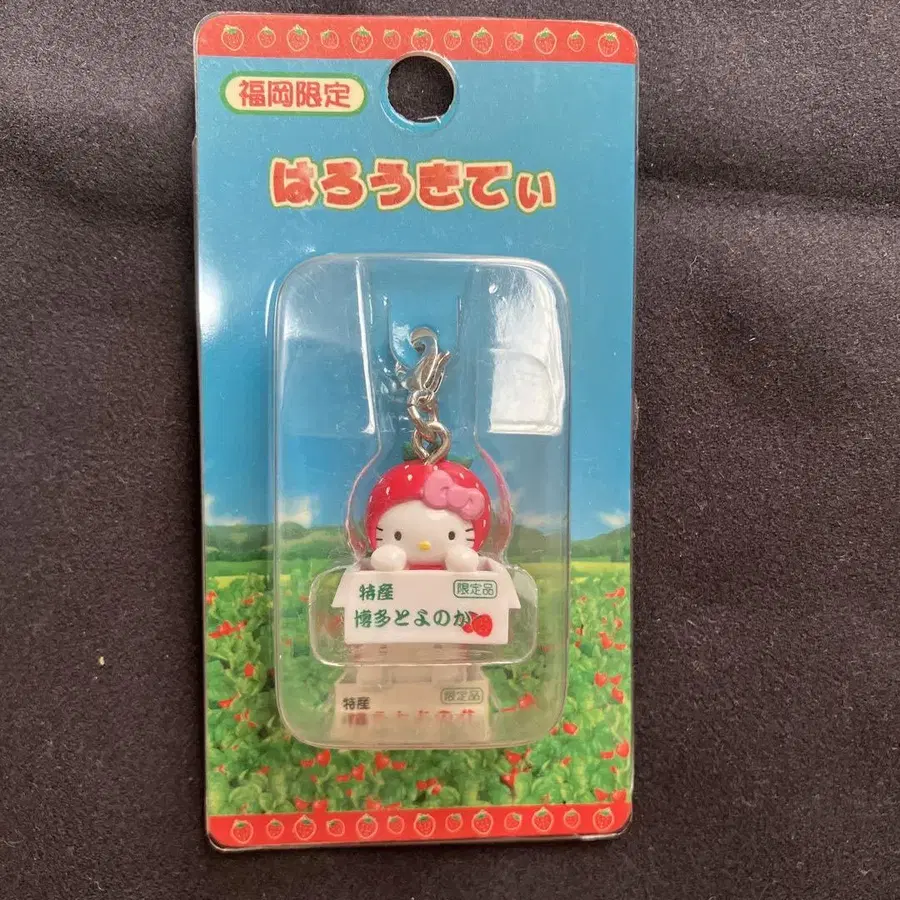 福岡限定
はろうきてぃ
特産
限定品
博多とよのか
特産
限定品